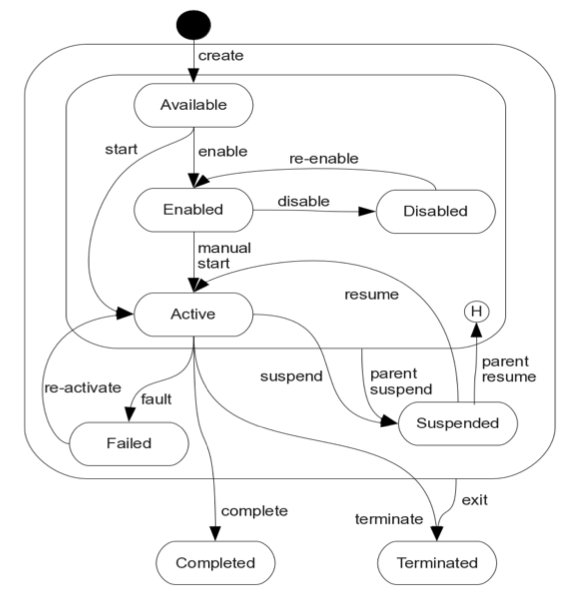 create
Available
start
enable
re-enable
Enabled
disable
Disabled
manual
start
resume
H
Active
suspend
parent
suspend
parent
resume
re-activate
fault
Suspended
Failed
complete
terminate
exit
Completed
Terminated